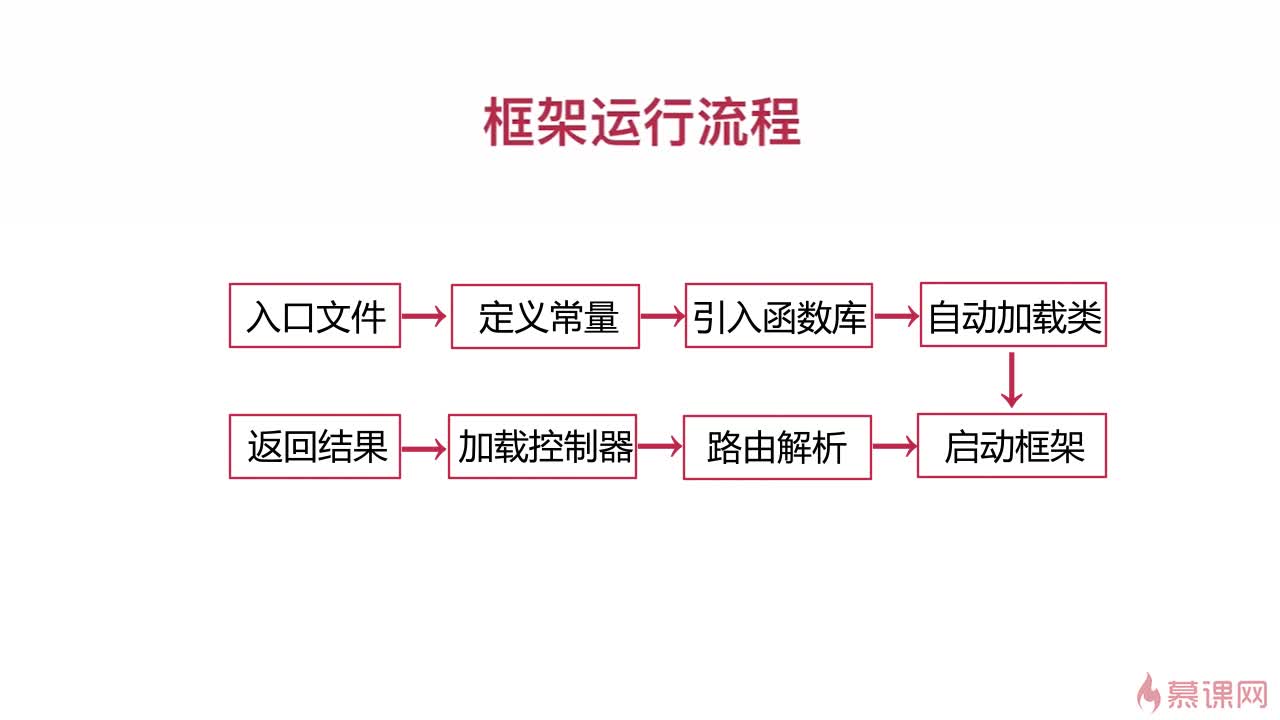 框架运行流程
入口文件
定义常量
引入函数库
自动加载类
返回结果
加载控制器
路由解析
启动框架
慕课网